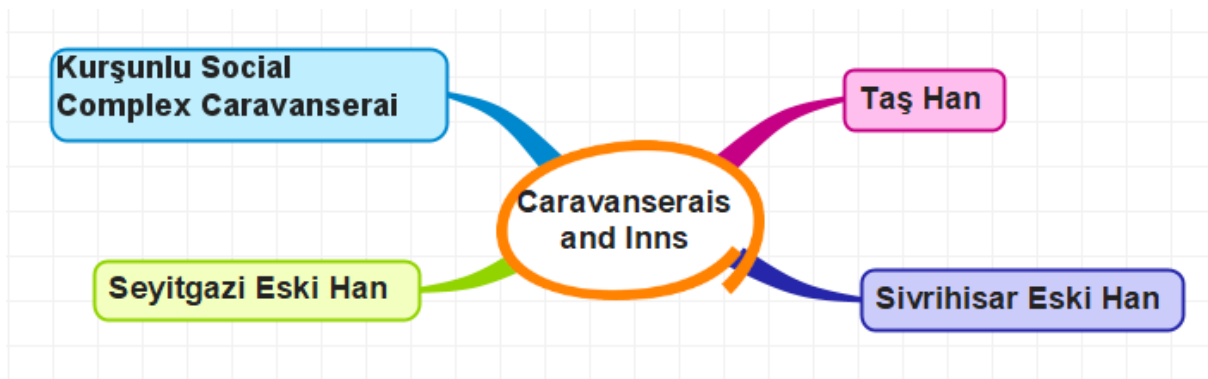 Kurşunlu Social
Complex Caravanserai
Taş Han
Caravanserais
and Inns
Seyitgazi Eski Han
Sivrihisar Eski Han